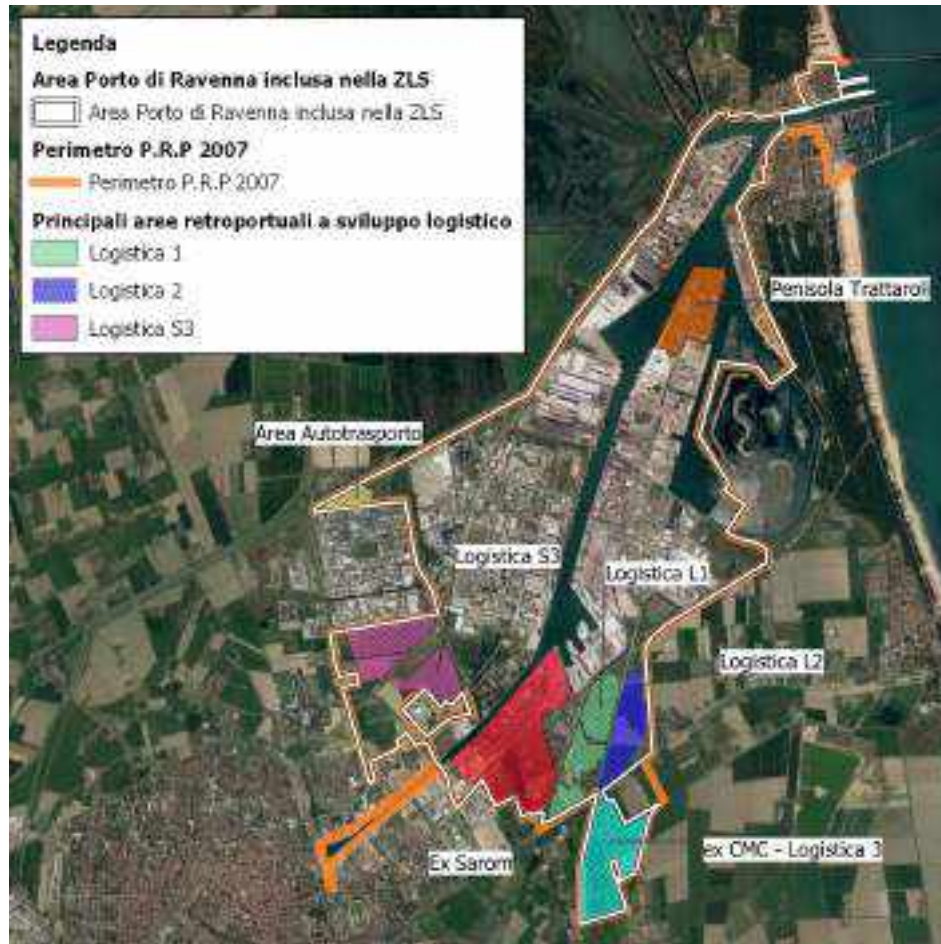 Legenda
Area Porto di Ravenna inclusa nella ZLS
Area Porto di Ravenna inclusa nella ZLS
Perimetro P.R.P 2007
Perimetro P.R.P 2007
Principali aree retroportuali a sviluppo logistico
Logistica 1
Logistica 2
Logistica S3
Penisola Trattaroli
Area Autotrasporto
Logistica S3
Logistica L1
Logistica L2
ex CMC - Logistica 3
Ex Sarom